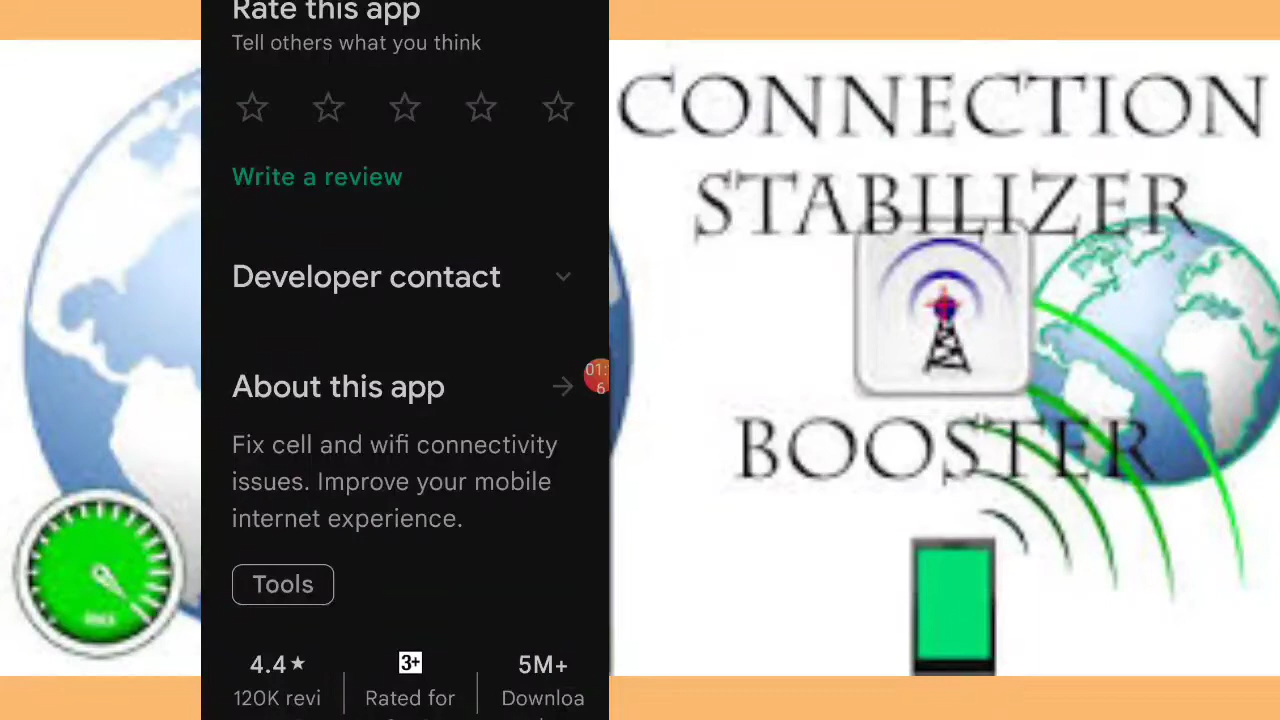 Rate this app
Tell others what you think
Write a review
Developer contact
About this app
01:
6
Fix cell and wifi connectivity
issues. Improve your mobile
internet experience.
Tools
4.4★
120K revi
3+
Rated for
5M+
Downloa
CONNECTION
STABILIZER
BOOSTER